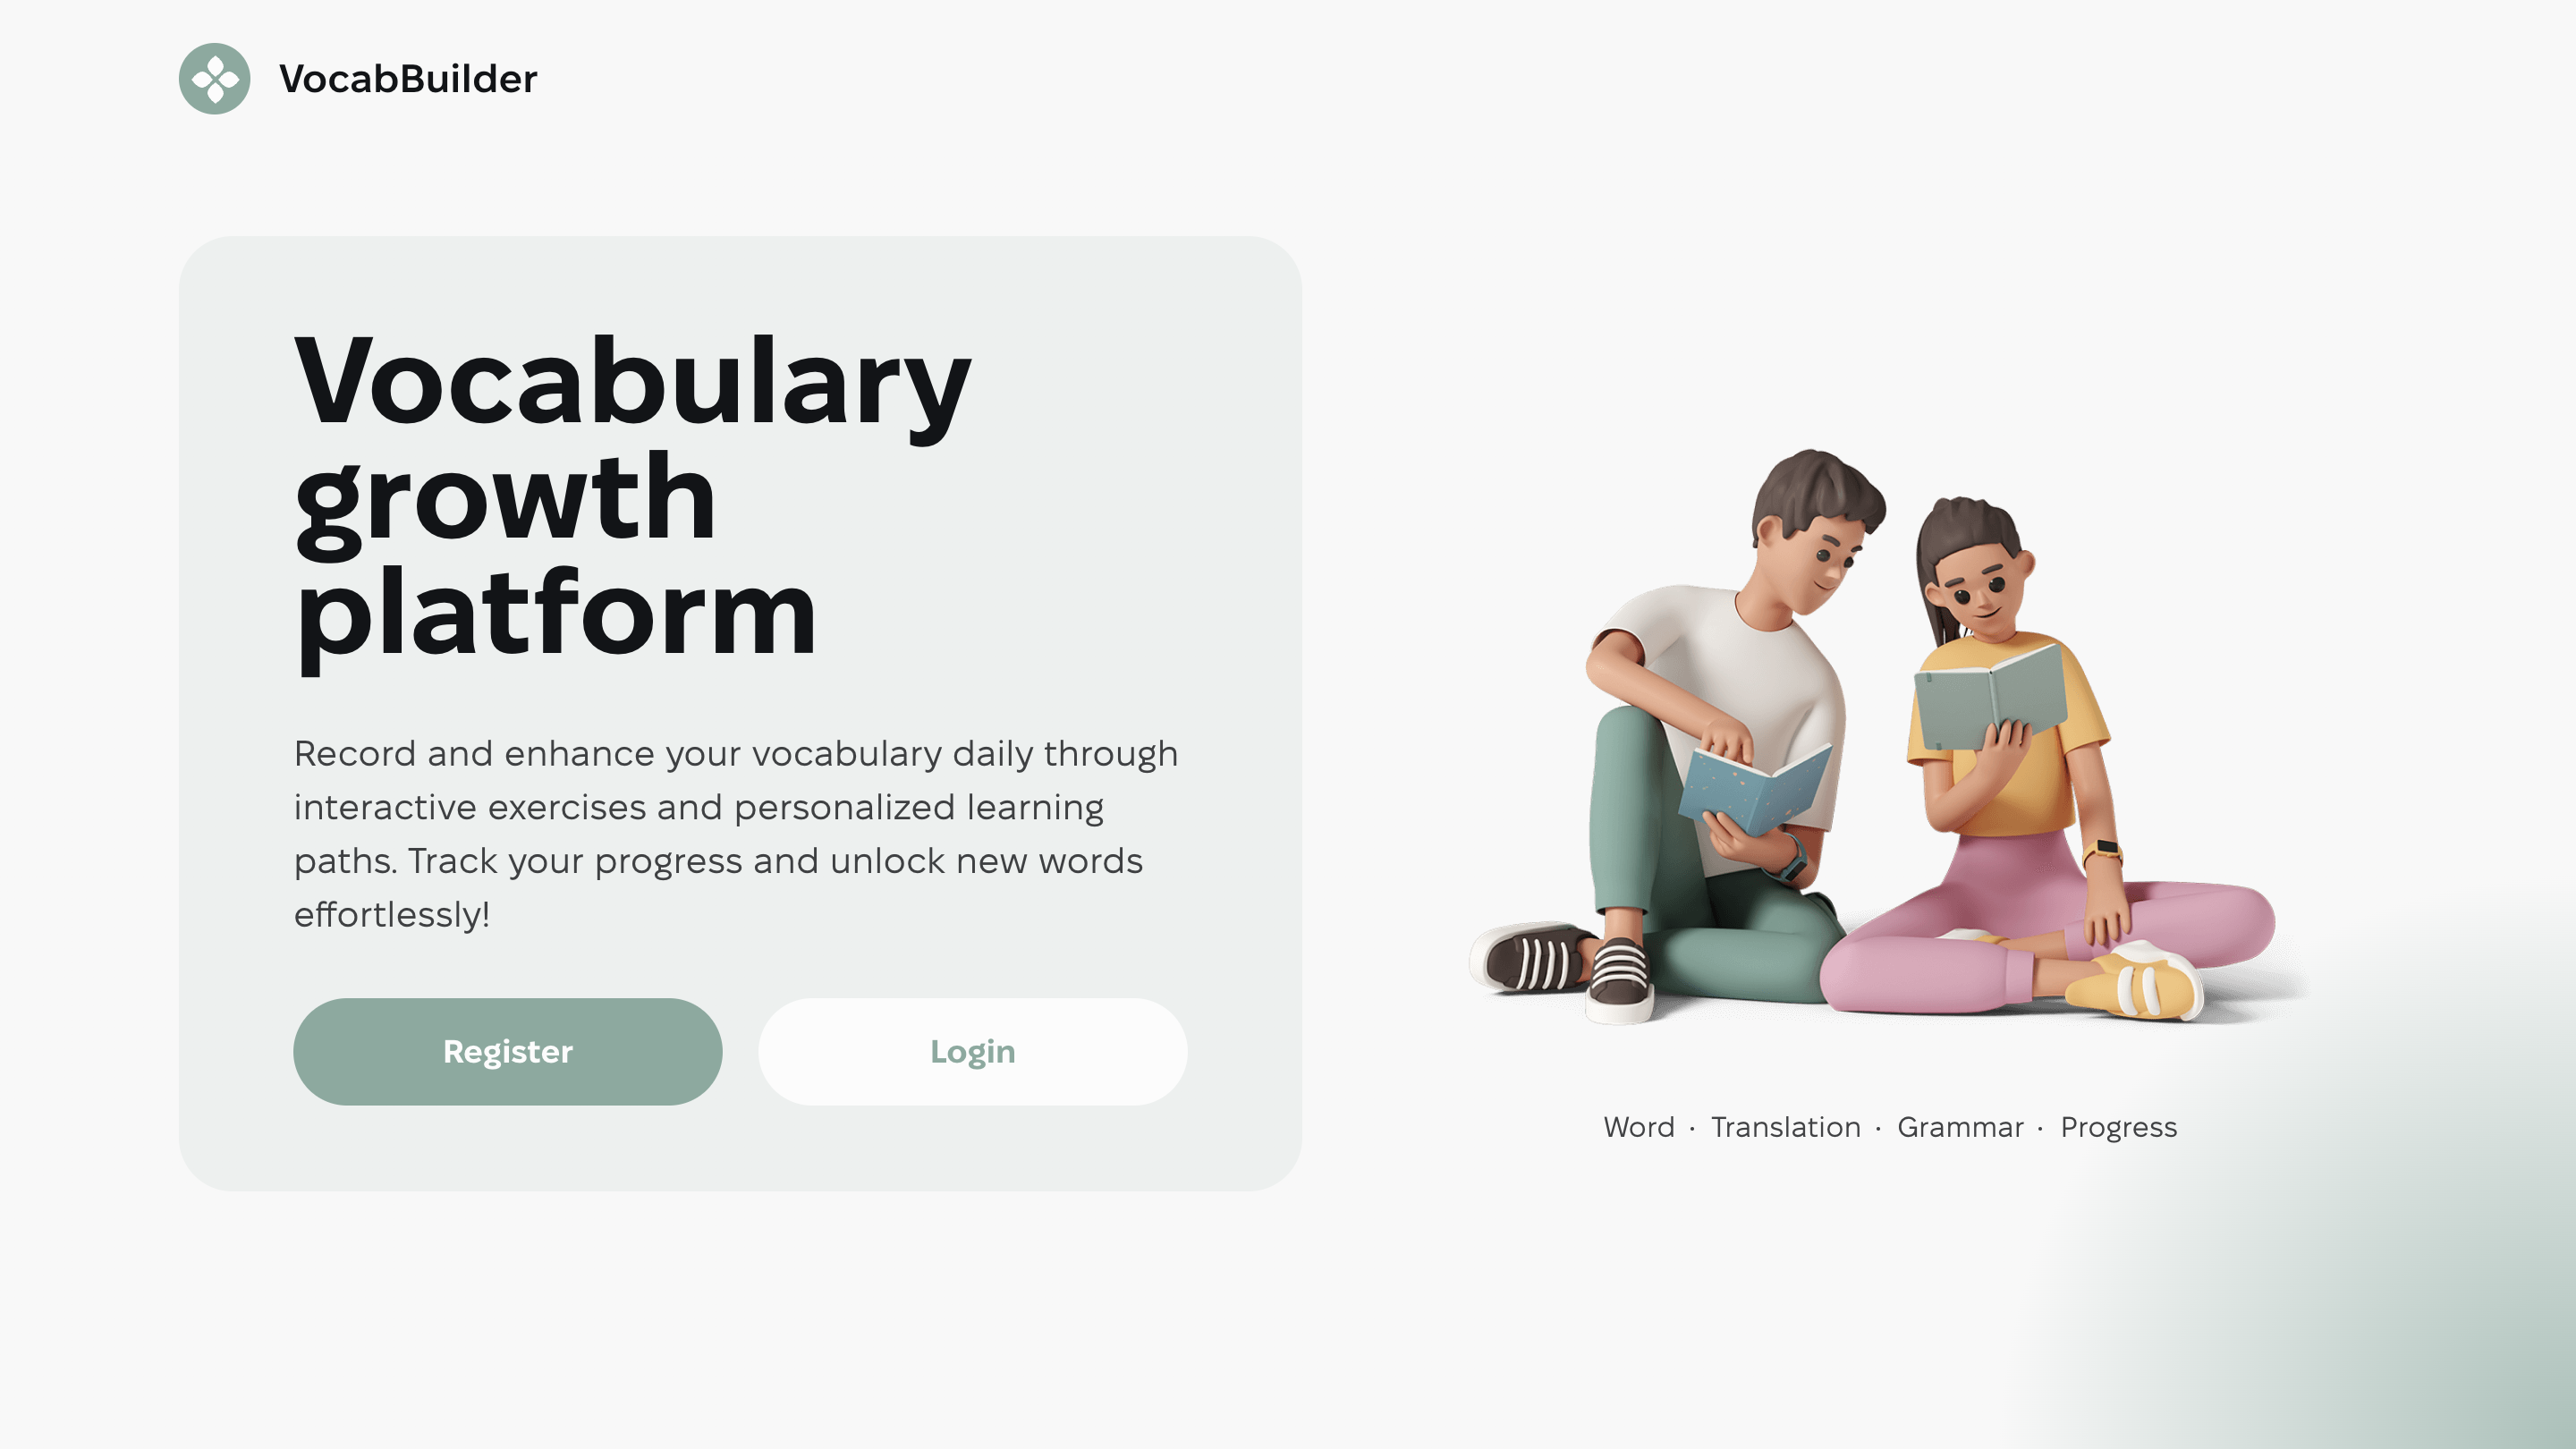 VocabBuilder
Vocabulary
growth
platform
Record and enhance your vocabulary daily through
interactive exercises and personalized learning
paths. Track your progress and unlock new words
effortlessly!
Register
Login
Word · Translation · Grammar · Progress